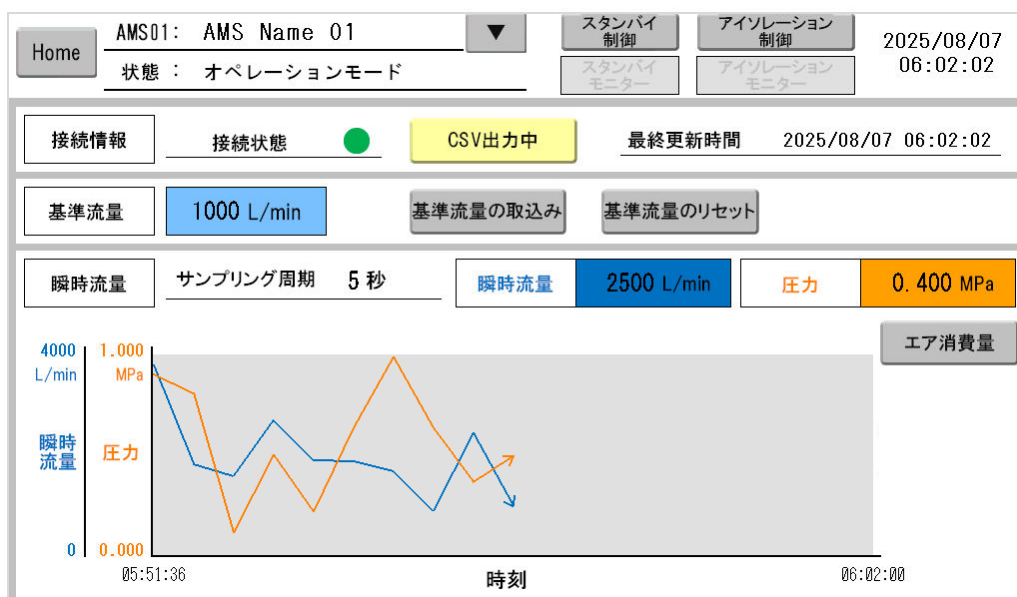 Home
AMS01: AMS Name 01
▼
状態 : オペレーションモード
スタンバイ
制御
アイソレーション
制御
スタンバイ
モニター
アイソレーション
モニター
2025/08/07
06:02:02
接続情報
接続状態
CSV出力中
最終更新時間 2025/08/07 06:02:02
基準流量
1000 L/min
基準流量の取込み
基準流量のリセット
瞬時流量
サンプリング周期 5 秒
瞬時流量
2500 L/min
圧力
0.400 MPa
エア消費量
4000
L/min
瞬時
流量
0
1.000
MPa
圧力
0.000
05:51:36
時刻
06:02:00